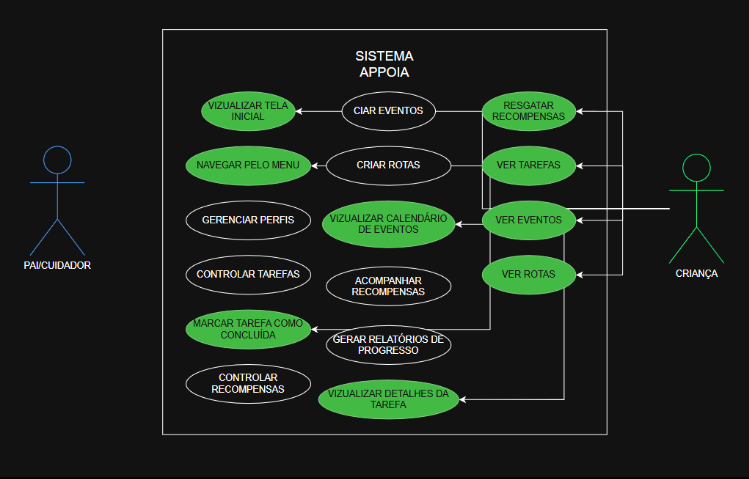 SISTEMA
APPOIA
VIZUALIZAR TELA
INICIAL
CIAR EVENTOS
RESGATAR
RECOMPENSAS
NAVEGAR PELO MENU
CRIAR ROTAS
VER TAREFAS
GERENCIAR PERFIS
VIZUALIZAR CALENDÁRIO
DE EVENTOS
VER EVENTOS
PAI/CUIDADOR
CONTROLAR TAREFAS
ACOMPANHAR
RECOMPENSAS
VER ROTAS
CRIANÇA
MARCAR TAREFA COMO
CONCLUÍDA
GERAR RELATÓRIOS DE
PROGRESSO
CONTROLAR
RECOMPENSAS
VIZUALIZAR DETALHES DA
TAREFA